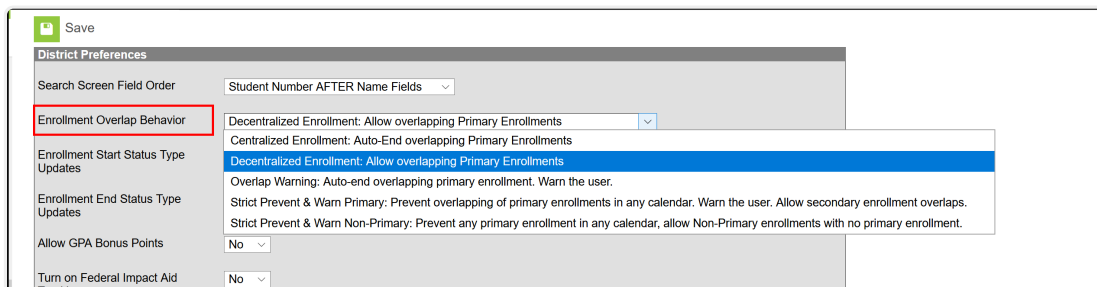 Save
District Preferences
Search Screen Field Order
Student Number AFTER Name Fields
Enrollment Overlap Behavior
Decentralized Enrollment: Allow overlapping Primary Enrollments
Centralized Enrollment: Auto-End overlapping Primary Enrollments
Decentralized Enrollment: Allow overlapping Primary Enrollments
Overlap Warning: Auto-end overlapping primary enrollment. Warn the user.
Strict Prevent & Warn Primary: Prevent overlapping of primary enrollments in any calendar. Warn the user. Allow secondary enrollment overlaps.
Strict Prevent & Warn Non-Primary: Prevent any primary enrollment in any calendar, allow Non-Primary enrollments with no primary enrollment.
Enrollment Start Status Type
Updates
Enrollment End Status Type
Updates
Allow GPA Bonus Points
No
Turn on Federal Impact Aid
No